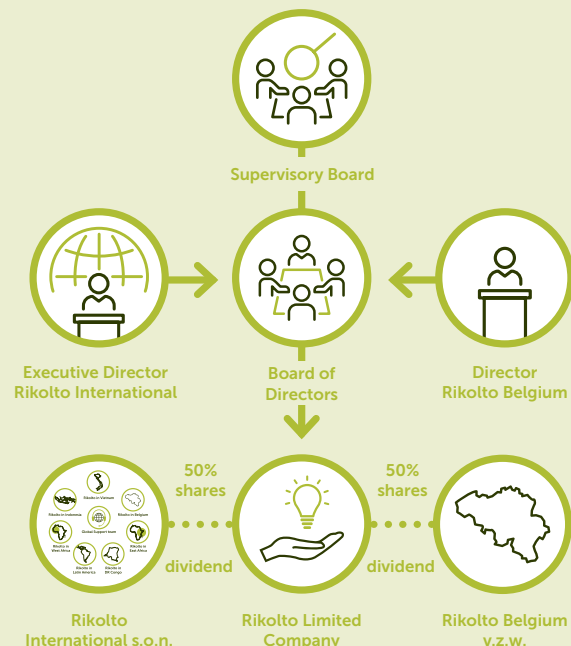 Supervisory Board
Executive Director
Rikolto International
Board of
Directors
Director
Rikolto Belgium
50%
shares
50%
shares
dividend
dividend
Rikolto in Vietnam
Rikolto in Indonesia
Rikolto in Belgium
Global Support team
Rikolto in
West Africa
Rikolto in
East Africa
Rikolto in
Latin America
Rikolto in
DR Congo
Rikolto
International s.o.n.
Rikolto Limited
Company
Rikolto Belgium
v.z.w.